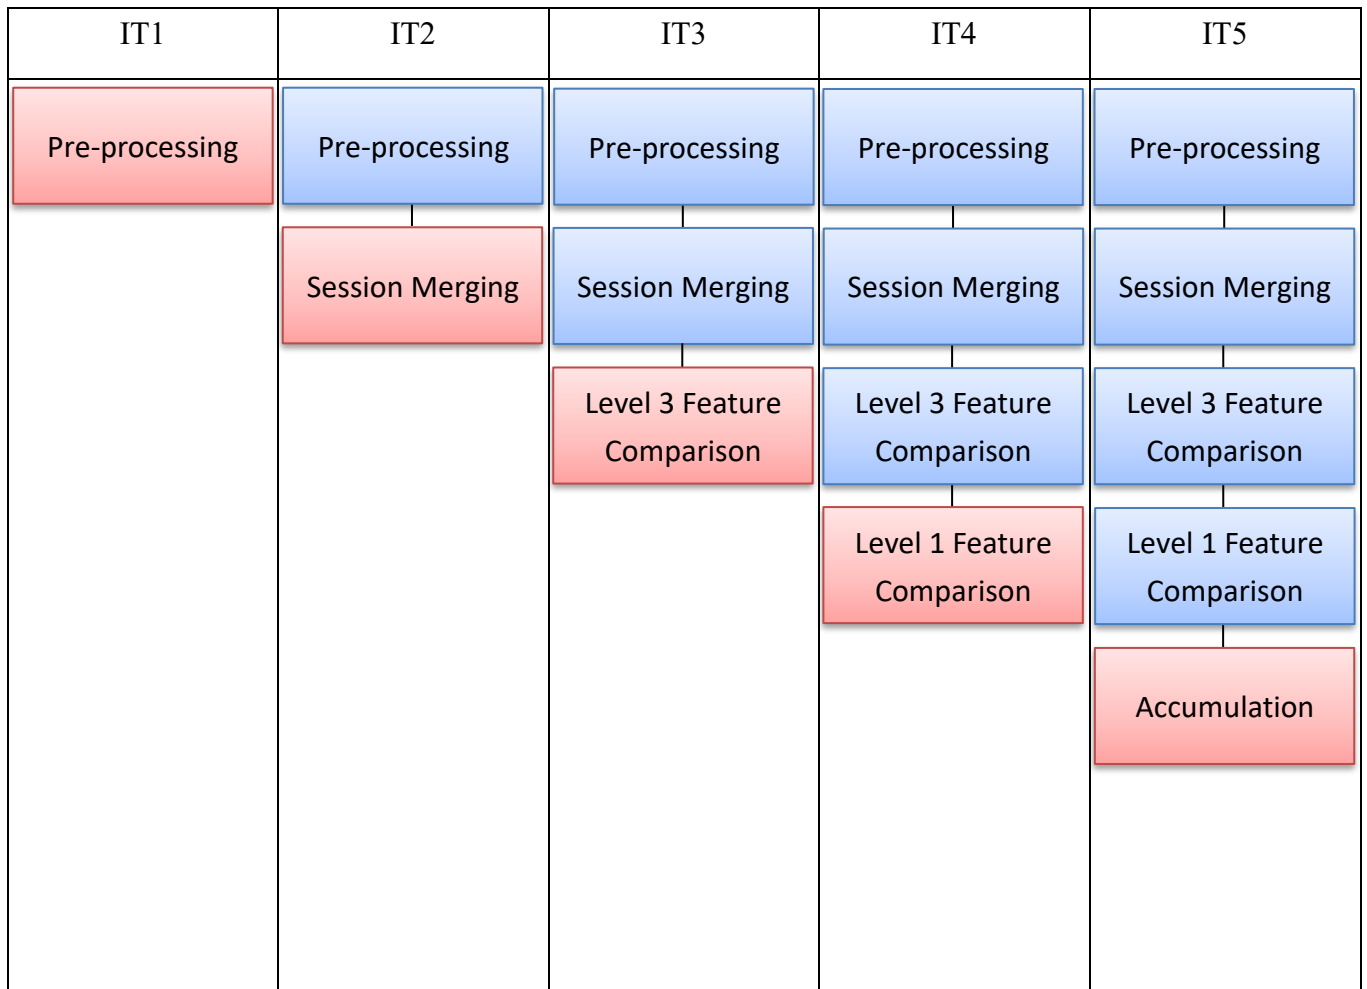 IT1
IT2
IT3
IT4
IT5
Pre-processing
Pre-processing
Pre-processing
Pre-processing
Pre-processing
Session Merging
Session Merging
Session Merging
Session Merging
Level 3 Feature
Comparison
Level 3 Feature
Comparison
Level 3 Feature
Comparison
Level 1 Feature
Comparison
Level 1 Feature
Comparison
Accumulation